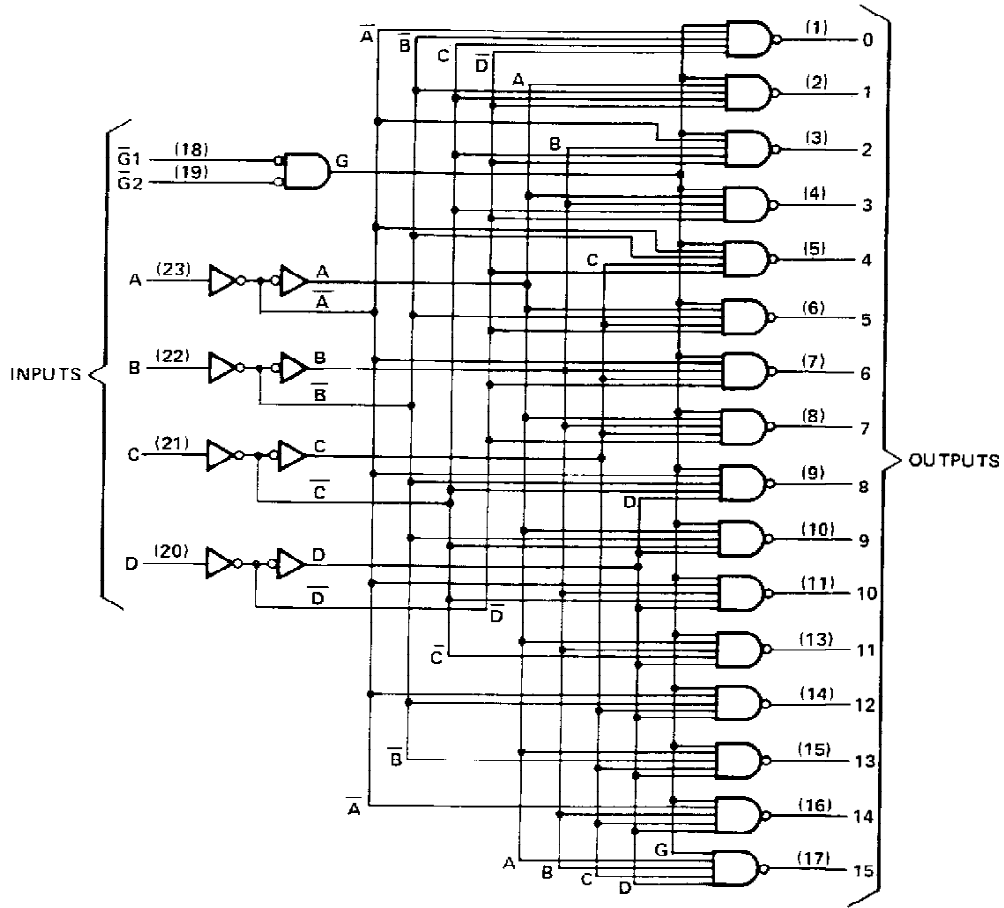 A̅
B̅
C
D̅
(1)
0
A
(2)
1
G̅1
(18)
G
B
(3)
2
G̅2
(19)
(4)
3
C
(5)
4
A
(23)
A
A̅
(6)
5
INPUTS
B
(22)
B
B̅
(7)
6
(8)
7
C
(21)
C
C̅
OUTPUTS
(9)
8
D
D
(20)
D
D̅
D̅
(10)
9
(11)
10
C̅
(13)
11
(14)
12
B̅
(15)
13
A̅
(16)
14
G
A
B
C
D
(17)
15